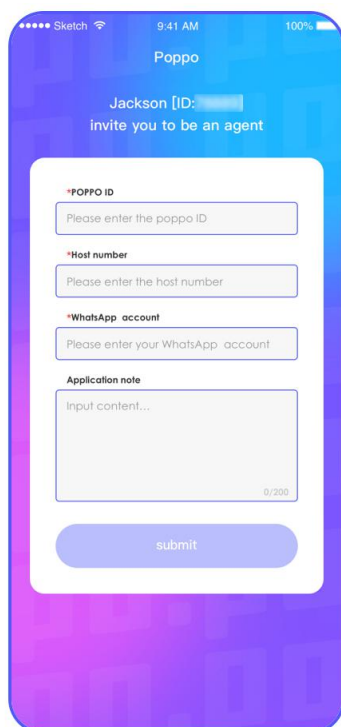 Sketch 9:41 AM 100%
Poppo
Jackson [ID:
invite you to be an agent
*POPPO ID
Please enter the poppo ID
*Host number
Please enter the host number
*WhatsApp account
Please enter your WhatsApp account
Application note
Input content...
0/200
submit